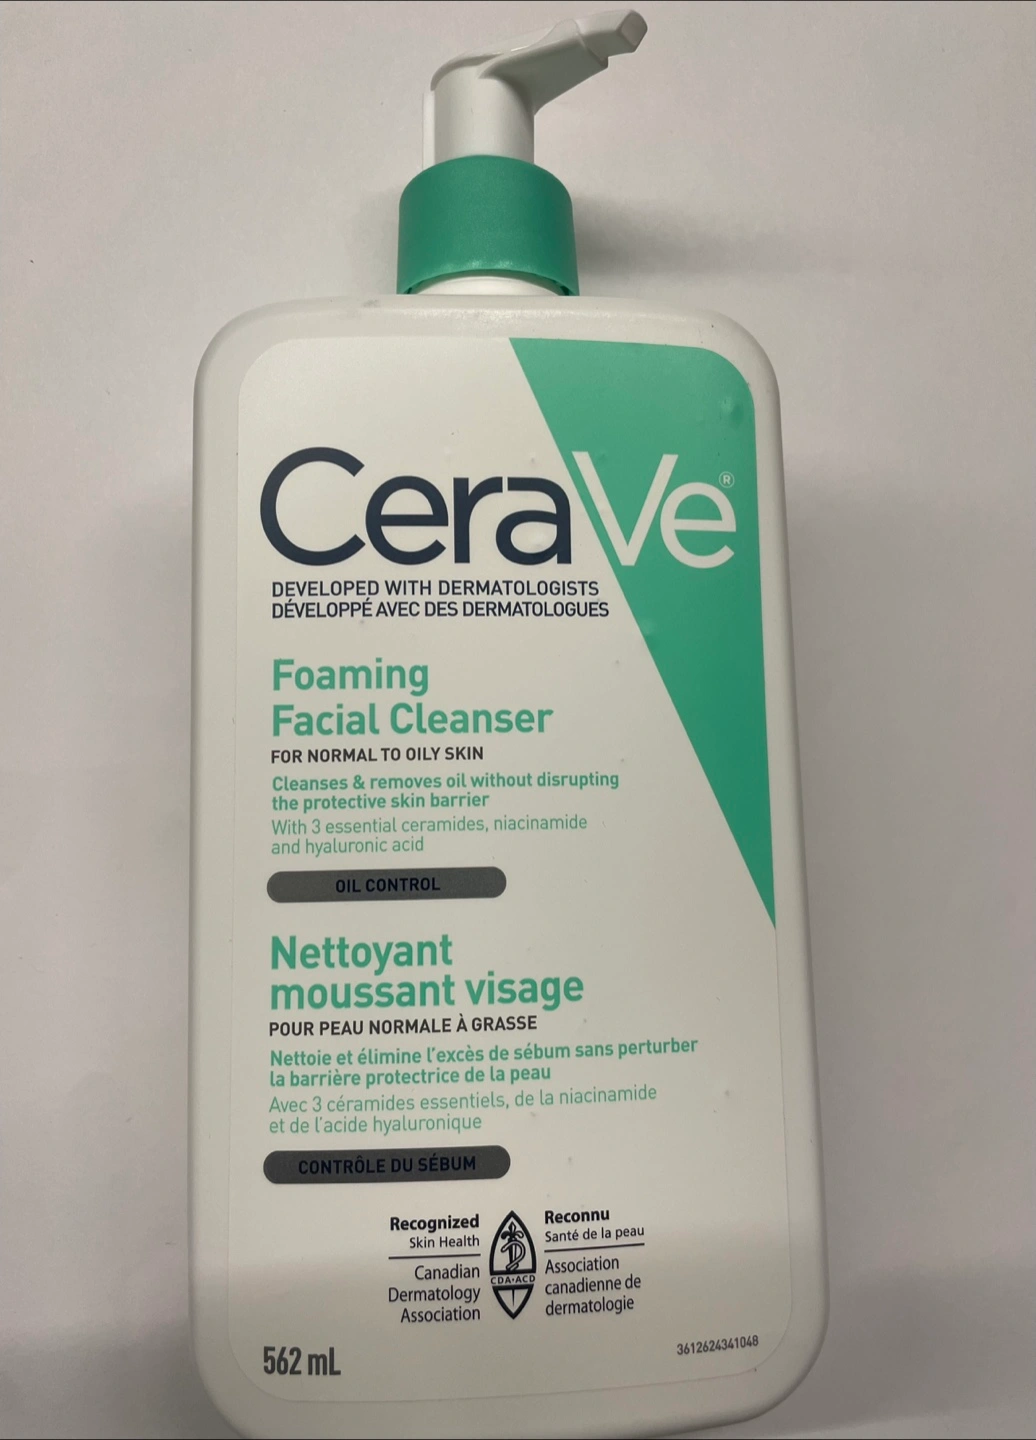 CeraVe®
DEVELOPED WITH DERMATOLOGISTS
DÉVELOPPÉ AVEC DES DERMATOLOGUES
Foaming
Facial Cleanser
FOR NORMAL TO OILY SKIN
Cleanses & removes oil without disrupting
the protective skin barrier
With 3 essential ceramides, niacinamide
and hyaluronic acid
OIL CONTROL
Nettoyant
moussant visage
POUR PEAU NORMALE À GRASSE
Nettoie et élimine l'excès de sébum sans perturber
la barrière protectrice de la peau
Avec 3 céramides essentiels, de la niacinamide
et de l'acide hyaluronique
CONTRÔLE DU SÉBUM
Recognized
Skin Health
Canadian
Dermatology
Association
CDA•ACD
Reconnu
Santé de la peau
Association
canadienne de
dermatologie
562 mL
3612624341048